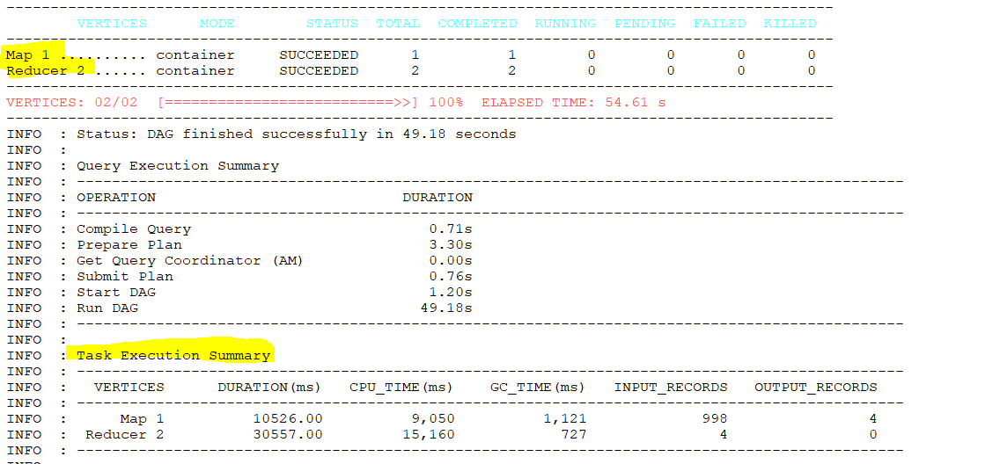 ----------------------------------------------------------------------------------------------
VERTICES      MODE        STATUS  TOTAL  COMPLETED  RUNNING  PENDING  FAILED  KILLED
----------------------------------------------------------------------------------------------
Map 1 .......... container     SUCCEEDED      1          1        0        0       0       0
Reducer 2 ...... container     SUCCEEDED      2          2        0        0       0       0
----------------------------------------------------------------------------------------------
VERTICES: 02/02  [==========================>>] 100%  ELAPSED TIME: 54.61 s
----------------------------------------------------------------------------------------------
INFO  : Status: DAG finished successfully in 49.18 seconds
INFO  :
INFO  : Query Execution Summary
INFO  : ----------------------------------------------------------------------------------------------
INFO  : OPERATION                            DURATION
INFO  : ----------------------------------------------------------------------------------------------
INFO  : Compile Query                           0.71s
INFO  : Prepare Plan                            3.30s
INFO  : Get Query Coordinator (AM)              0.00s
INFO  : Submit Plan                             0.76s
INFO  : Start DAG                               1.20s
INFO  : Run DAG                                49.18s
INFO  : ----------------------------------------------------------------------------------------------
INFO  :
INFO  : Task Execution Summary
INFO  : ----------------------------------------------------------------------------------------------
INFO  :   VERTICES      DURATION(ms)   CPU_TIME(ms)    GC_TIME(ms)   INPUT_RECORDS   OUTPUT_RECORDS
INFO  : ----------------------------------------------------------------------------------------------
INFO  :      Map 1          10526.00          9,050          1,121             998                4
INFO  :  Reducer 2          30557.00         15,160            727               4                0
INFO  : ----------------------------------------------------------------------------------------------